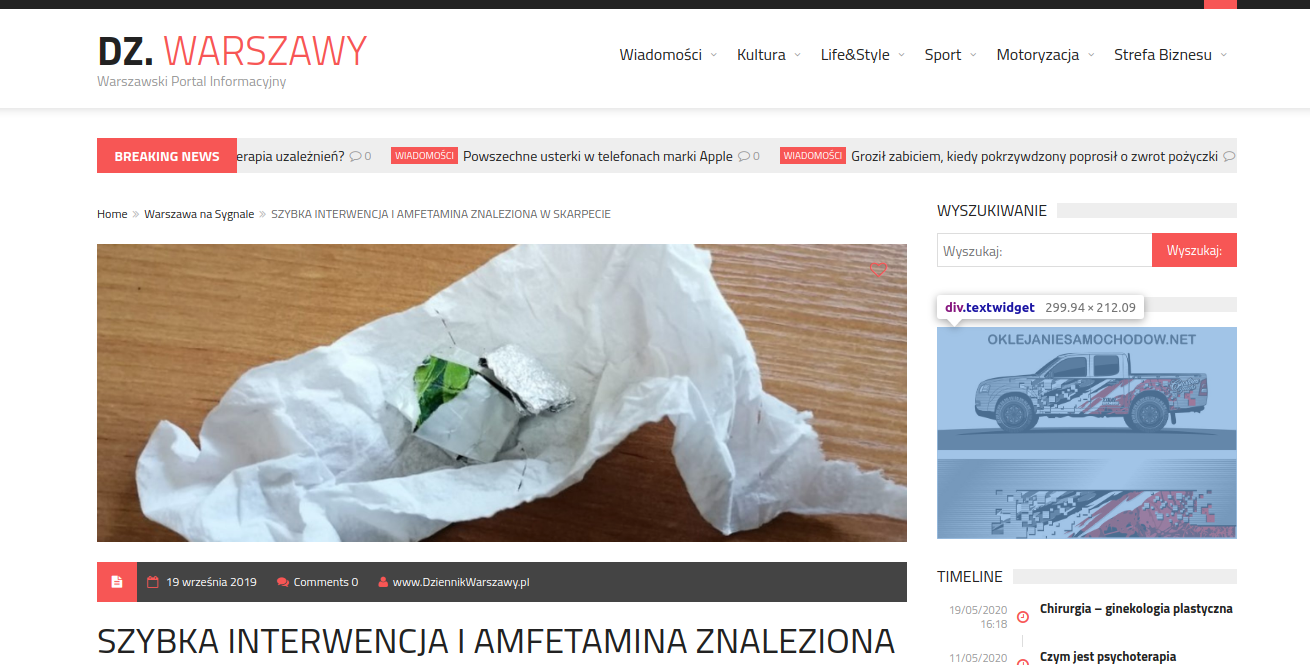 DZ. WARSZAWY
Warszawski Portal Informacyjny
Wiadomości Kultura Life&Style Sport Motoryzacja Strefa Biznesu
BREAKING NEWS erapia uzależnień? 0 WIADOMOŚCI Powszechne usterki w telefonach marki Apple 0 WIADOMOŚCI Groził zabiciem, kiedy pokrzywdzony poprosił o zwrot pożyczki
Home » Warszawa na Sygnale » SZYBKA INTERWENCJA I AMFETAMINA ZNALEZIONA W SKARPECIE
19 września 2019 Comments 0 www.DziennikWarszawy.pl
SZYBKA INTERWENCJA I AMFETAMINA ZNALEZIONA
WYSZUKIWANIE
Wyszukaj: Wyszukaj:
div.textwidget 299.94 × 212.09
OKLEJANIESAMOCHODOW.NET
TIMELINE
19/05/2020 Chirurgia – ginekologia plastyczna
16:18
11/05/2020 Czym jest psychoterapia